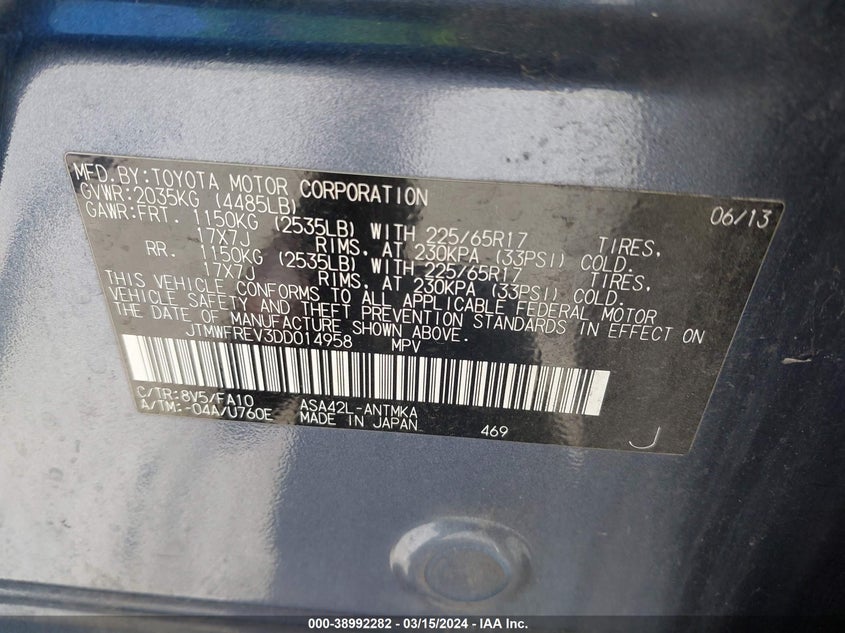 MFD.BY:TOYOTA MOTOR CORPORATION 06/13
GVWR:2035KG (4485LB)
GAWR:FRT. 1150KG (2535LB) WITH 225/65R17 TIRES,
17X7J RIMS, AT 230KPA (33PSI) COLD.
RR. 1150KG (2535LB) WITH 225/65R17 TIRES,
17X7J RIMS, AT 230KPA (33PSI) COLD.
THIS VEHICLE CONFORMS TO ALL APPLICABLE FEDERAL MOTOR
VEHICLE SAFETY AND THEFT PREVENTION STANDARDS IN EFFECT ON
THE DATE OF MANUFACTURE SHOWN ABOVE.
JTMWFREV3DD014958 MPV
C/TR:8V5/FA10 ASA42L-ANTMKA
A/TM:-04A/U760E MADE IN JAPAN 469 J
000-38992282 - 03/15/2024 - IAA Inc.